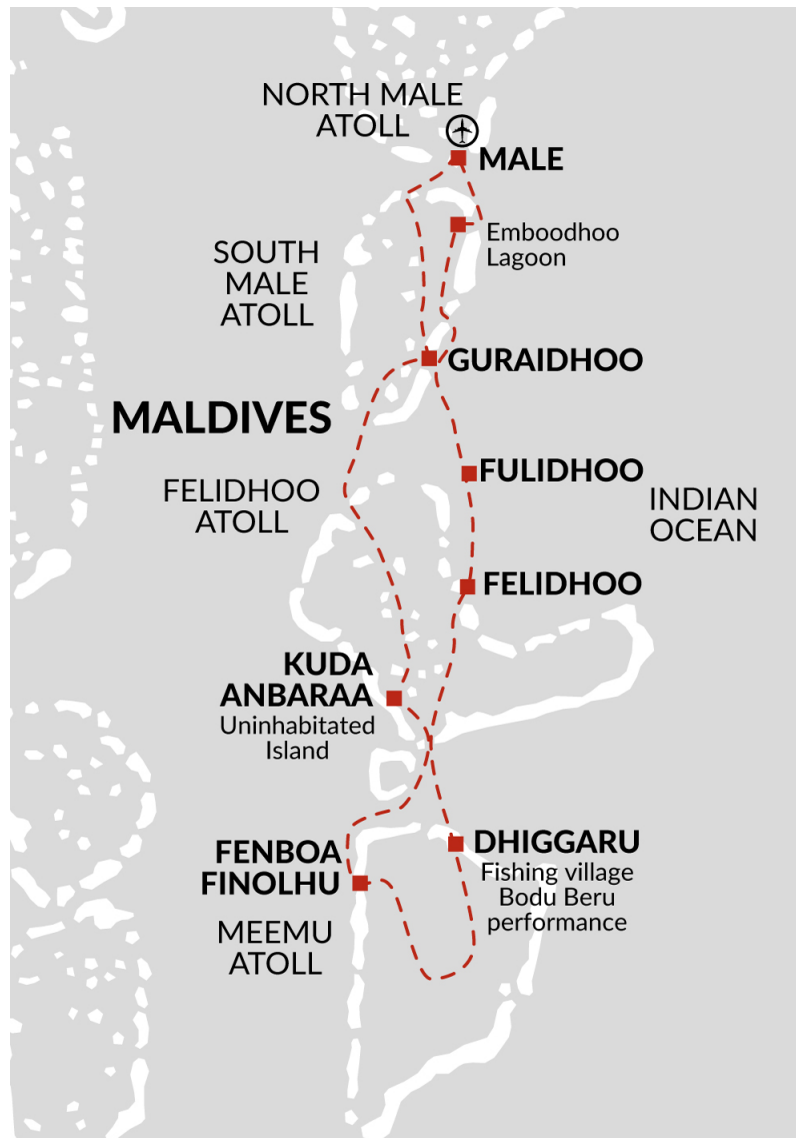 NORTH MALE
ATOLL
MALE
Emboodhoo
Lagoon
SOUTH
MALE
ATOLL
GURAIDHOO
MALDIVES
FULIDHOO
FELIDHOO
ATOLL
INDIAN
OCEAN
FELIDHOO
KUDA
ANBARAA
Uninhabitated
Island
DHIGGARU
Fishing village
Bodu Beru
performance
FENBOA
FINOLHU
MEEMU
ATOLL